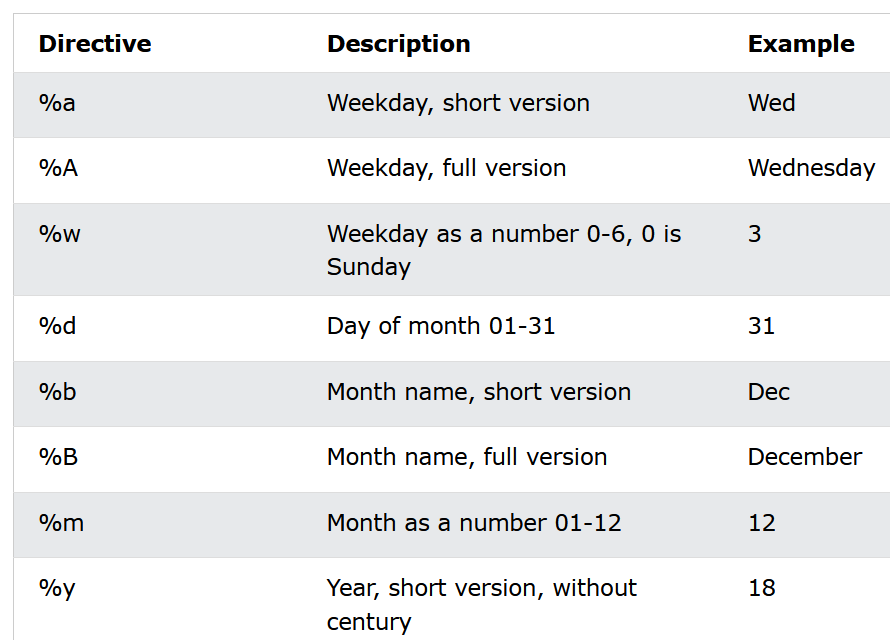 Directive Description Example
%a Weekday, short version Wed
%A Weekday, full version Wednesday
%w Weekday as a number 0-6, 0 is 3
Sunday
%d Day of month 01-31 31
%b Month name, short version Dec
%B Month name, full version December
%m Month as a number 01-12 12
%y Year, short version, without 18
century